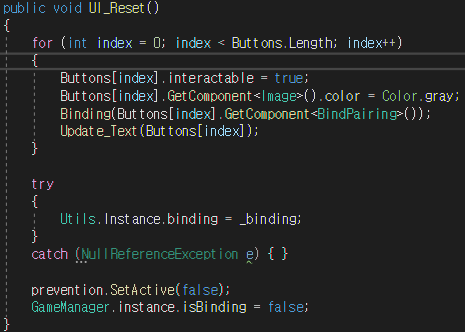 public void UI_Reset()
{
    for (int index = 0; index < Buttons.Length; index++)
    {
        Buttons[index].interactable = true;
        Buttons[index].GetComponent<Image>().color = Color.gray;
        Binding(Buttons[index].GetComponent<BindPairing>());
        Update_Text(Buttons[index]);
    }

    try
    {
        Utils.Instance.binding = _binding;
    }
    catch (NullReferenceException e) { }

    prevention.SetActive(false);
    GameManager.instance.isBinding = false;
}